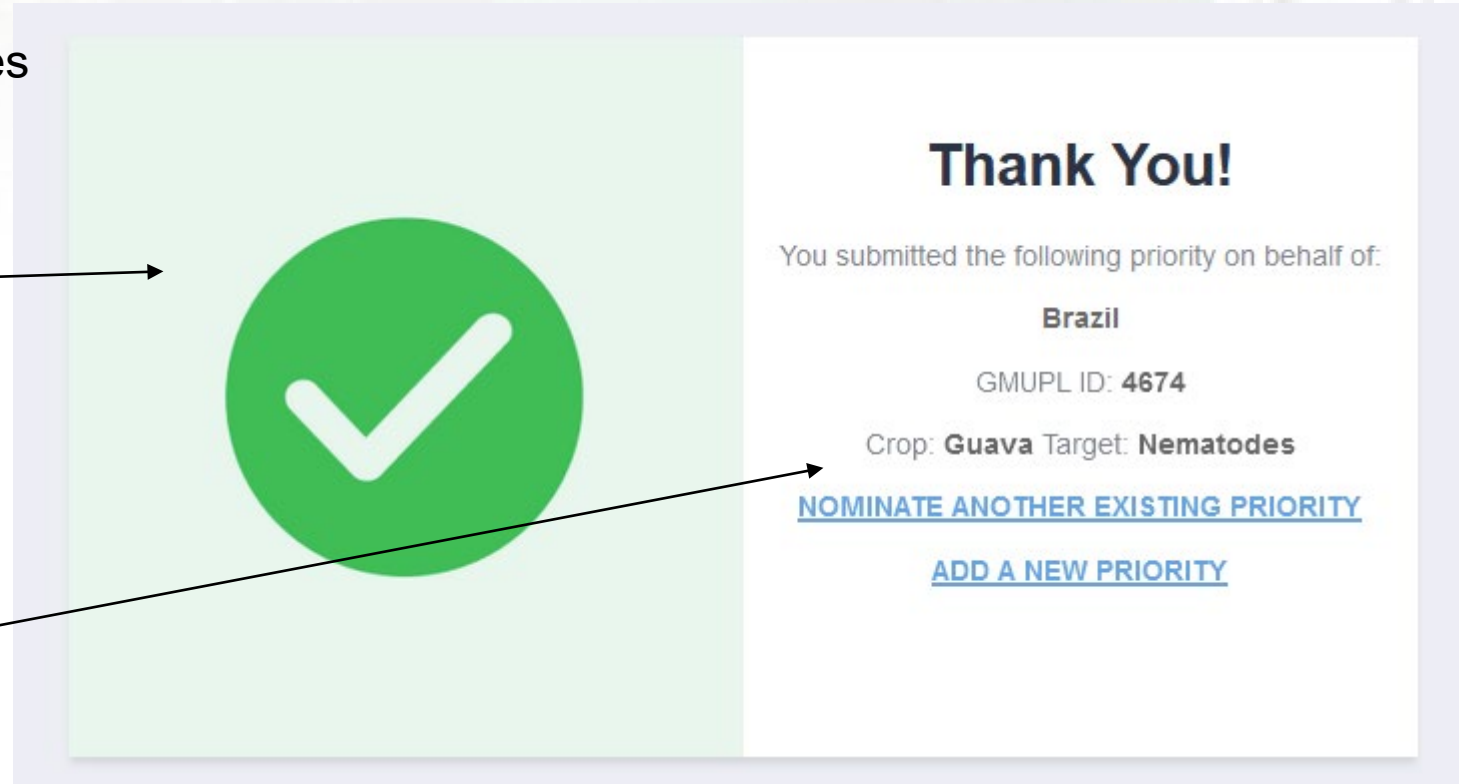 es
Thank You!
You submitted the following priority on behalf of:
Brazil
GMUPL ID: 4674
Crop: Guava Target: Nematodes
NOMINATE ANOTHER EXISTING PRIORITY
ADD A NEW PRIORITY